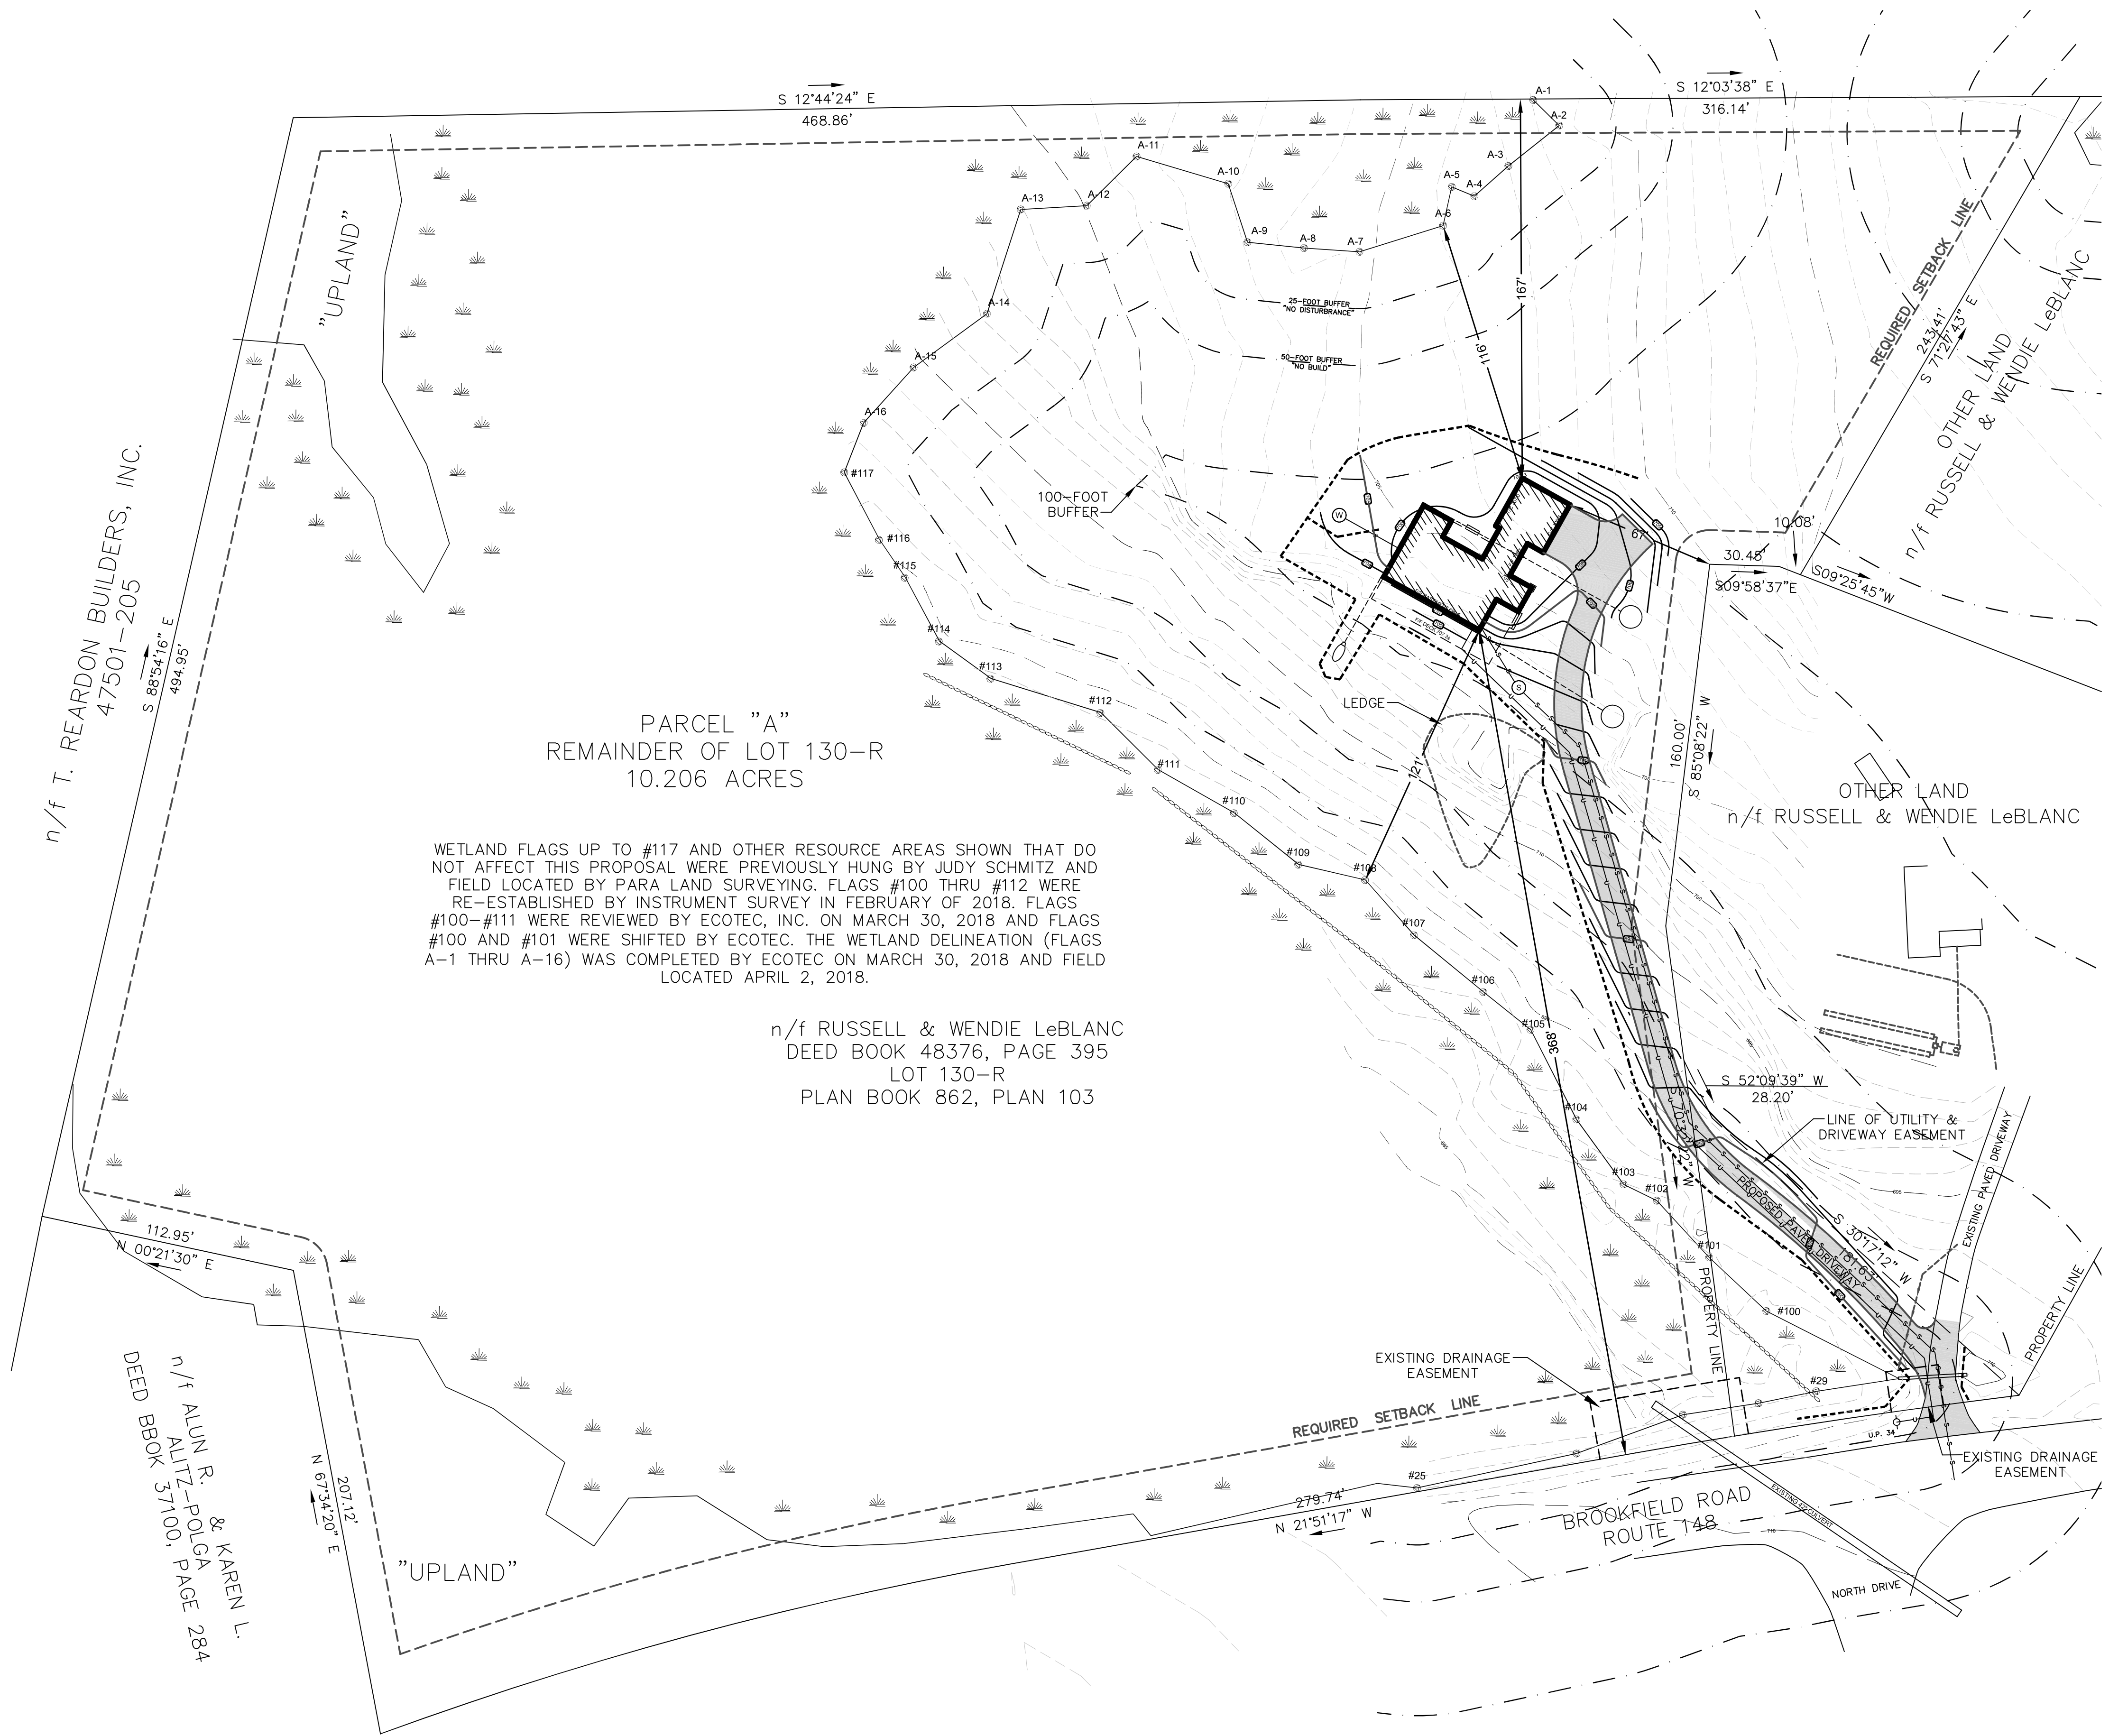 S 12°44'24" E
468.86'
S 12°03'38" E
316.14'
A-1
A-2
A-3
A-4
A-5
A-6
A-7
A-8
A-9
A-10
A-11
A-12
A-13
A-14
A-15
A-16
"UPLAND"
167'
116'
25-FOOT BUFFER
"NO DISTURBRANCE"
50-FOOT BUFFER
"NO BUILD"
REQUIRED SETBACK LINE
243.41'
S 71°27'43" E
OTHER LAND
n/f RUSSELL & WENDIE LeBLANC
100-FOOT
BUFFER
W
67'
10.08'
30.45'
S09°58'37"E
S09°25'45"W
705
710
n/f T. REARDON BUILDERS, INC.
47501-205
S 88°54'16" E
494.95'
#117
#116
#115
#114
#113
#112
#111
#110
#109
#108
#107
#106
#105
#104
#103
#102
#101
#100
PARCEL "A"
REMAINDER OF LOT 130-R
10.206 ACRES
LEDGE
S
121'
160.00'
S 85°08'22" W
OTHER LAND
n/f RUSSELL & WENDIE LeBLANC
WETLAND FLAGS UP TO #117 AND OTHER RESOURCE AREAS SHOWN THAT DO
NOT AFFECT THIS PROPOSAL WERE PREVIOUSLY HUNG BY JUDY SCHMITZ AND
FIELD LOCATED BY PARA LAND SURVEYING. FLAGS #100 THRU #112 WERE
RE-ESTABLISHED BY INSTRUMENT SURVEY IN FEBRUARY OF 2018. FLAGS
#100-#111 WERE REVIEWED BY ECOTEC, INC. ON MARCH 30, 2018 AND FLAGS
#100 AND #101 WERE SHIFTED BY ECOTEC. THE WETLAND DELINEATION (FLAGS
A-1 THRU A-16) WAS COMPLETED BY ECOTEC ON MARCH 30, 2018 AND FIELD
LOCATED APRIL 2, 2018.
n/f RUSSELL & WENDIE LeBLANC
DEED BOOK 48376, PAGE 395
LOT 130-R
PLAN BOOK 862, PLAN 103
368'
S 52°09'39" W
28.20'
LINE OF UTILITY &
DRIVEWAY EASEMENT
S 70°32'12" W
PROPOSED PAVED DRIVEWAY
S 30°17'12" W
181.63'
EXISTING PAVED DRIVEWAY
PROPERTY LINE
PROPERTY LINE
112.95'
N 00°21'30" E
n/f ALUN R. & KAREN L.
ALITZ-POLGA
DEED BBOK 37100, PAGE 284
207.12'
N 67°34'20" E
"UPLAND"
EXISTING DRAINAGE
EASEMENT
REQUIRED SETBACK LINE
#29
#25
279.74'
N 21°51'17" W
U.P. 34
EXISTING DRAINAGE
EASEMENT
BROOKFIELD ROAD
ROUTE 148
NORTH DRIVE